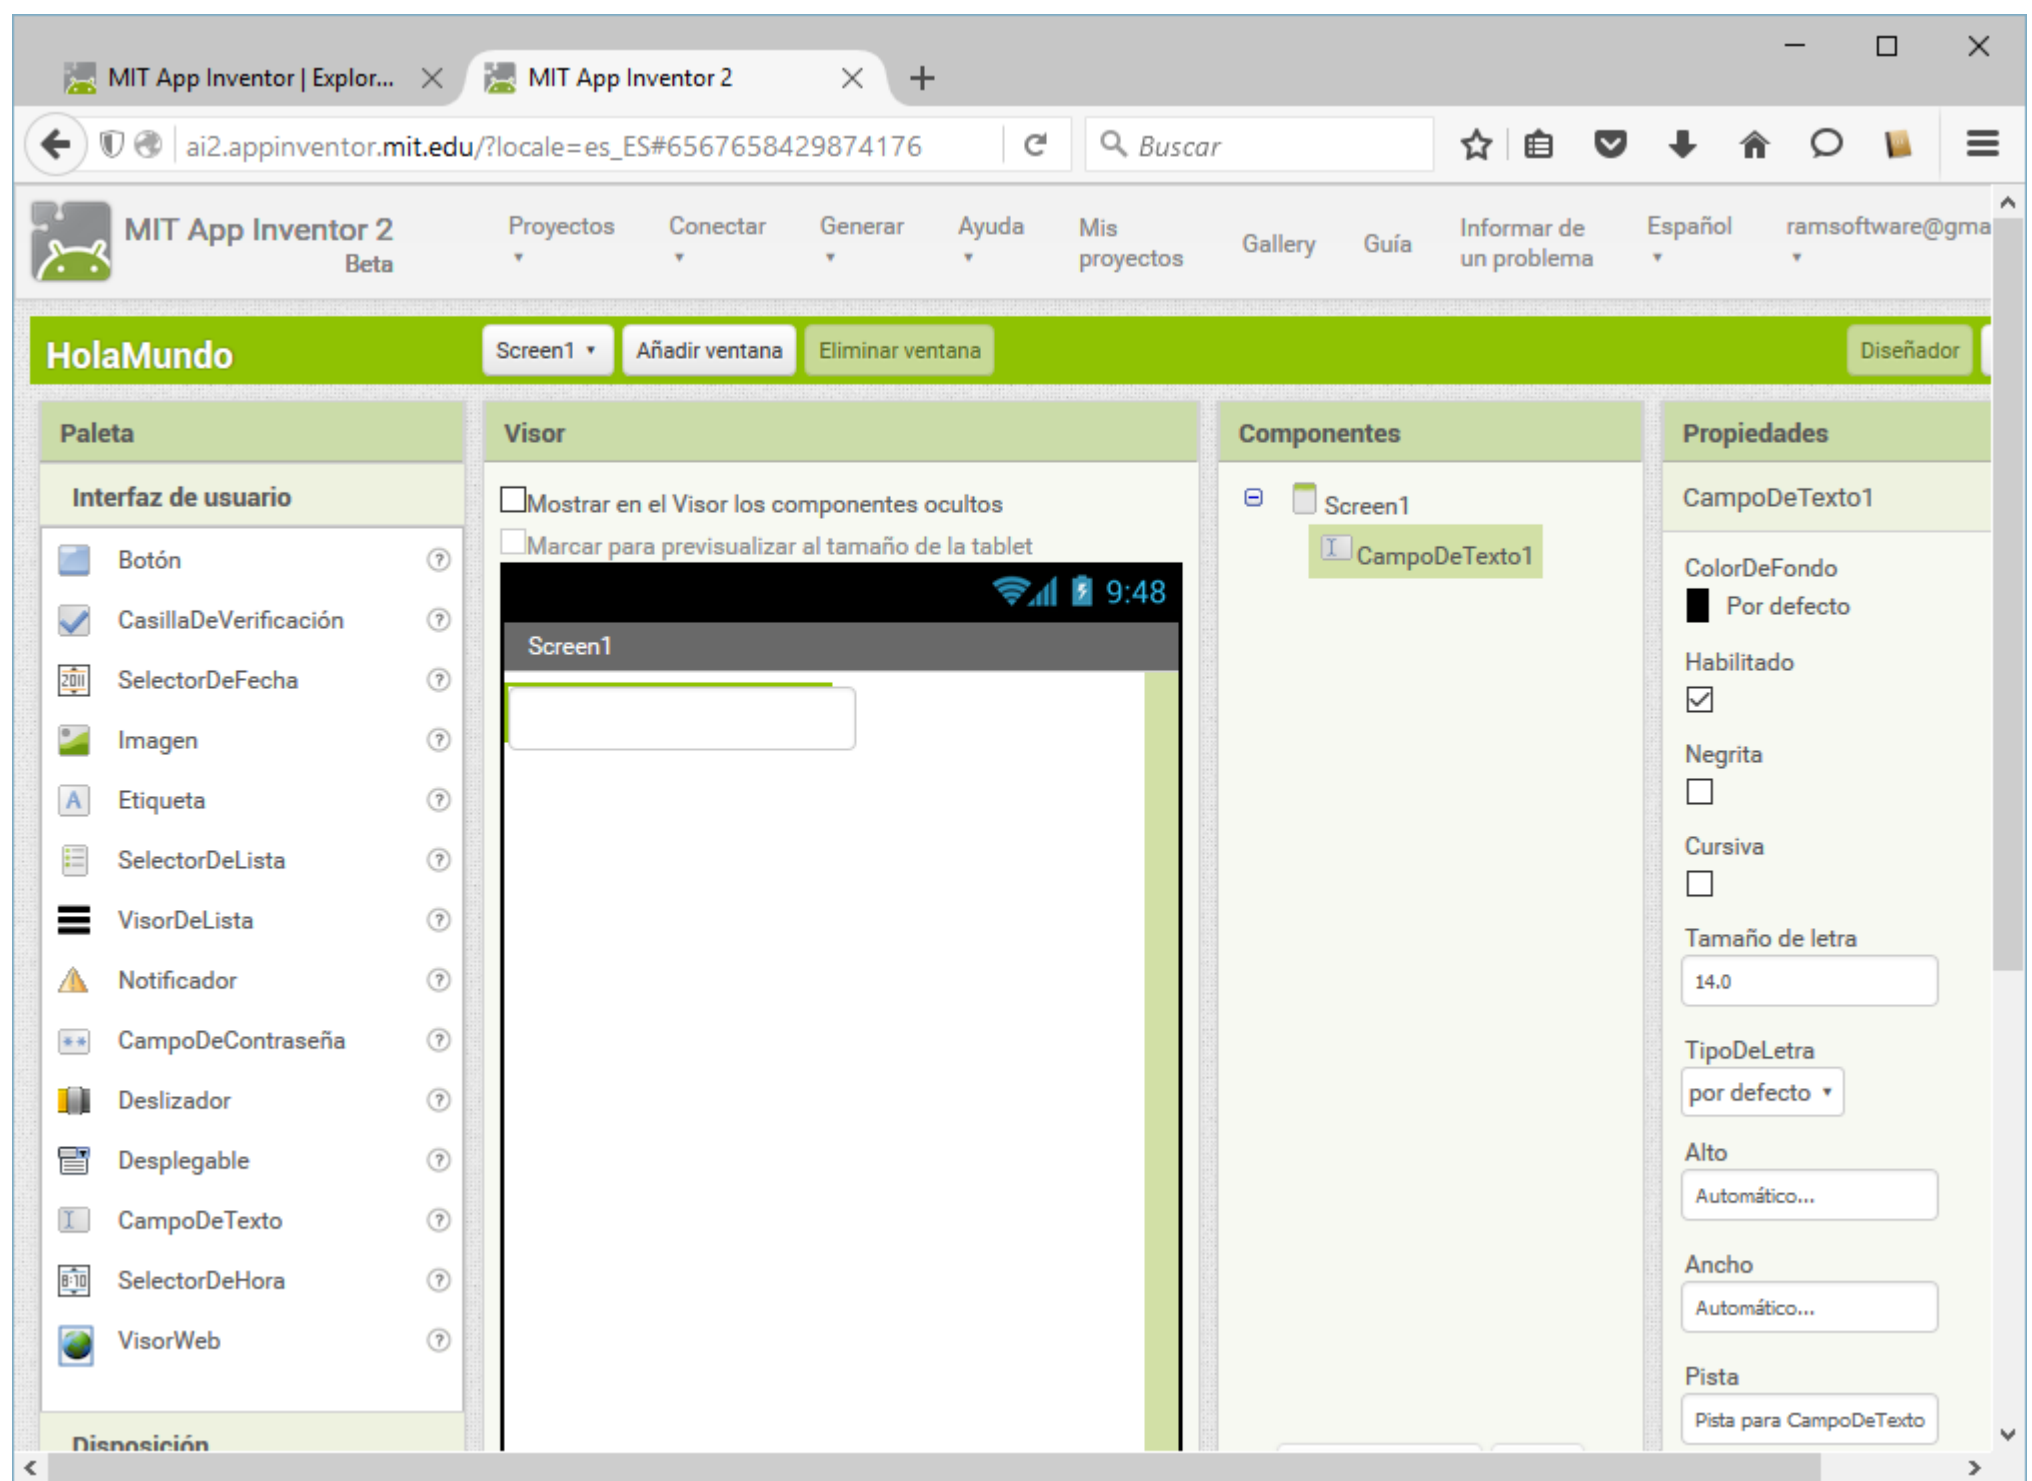 MIT App Inventor | Explor...
MIT App Inventor 2
ai2.appinventor.mit.edu/?locale=es_ES#6567658429874176
Buscar
MIT App Inventor 2
Beta
Proyectos
Conectar
Generar
Ayuda
Mis
proyectos
Gallery
Guía
Informar de
un problema
Español
ramsoftware@gma
HolaMundo
Screen1
Añadir ventana
Eliminar ventana
Diseñador
Paleta
Interfaz de usuario
Botón
CasillaDeVerificación
SelectorDeFecha
Imagen
Etiqueta
SelectorDeLista
VisorDeLista
Notificador
CampoDeContraseña
Deslizador
Desplegable
CampoDeTexto
SelectorDeHora
VisorWeb
Disposición
Visor
Mostrar en el Visor los componentes ocultos
Marcar para previsualizar al tamaño de la tablet
9:48
Screen1
Componentes
Screen1
CampoDeTexto1
Propiedades
CampoDeTexto1
ColorDeFondo
Por defecto
Habilitado
Negrita
Cursiva
Tamaño de letra
14.0
TipoDeLetra
por defecto
Alto
Automático...
Ancho
Automático...
Pista
Pista para CampoDeTexto